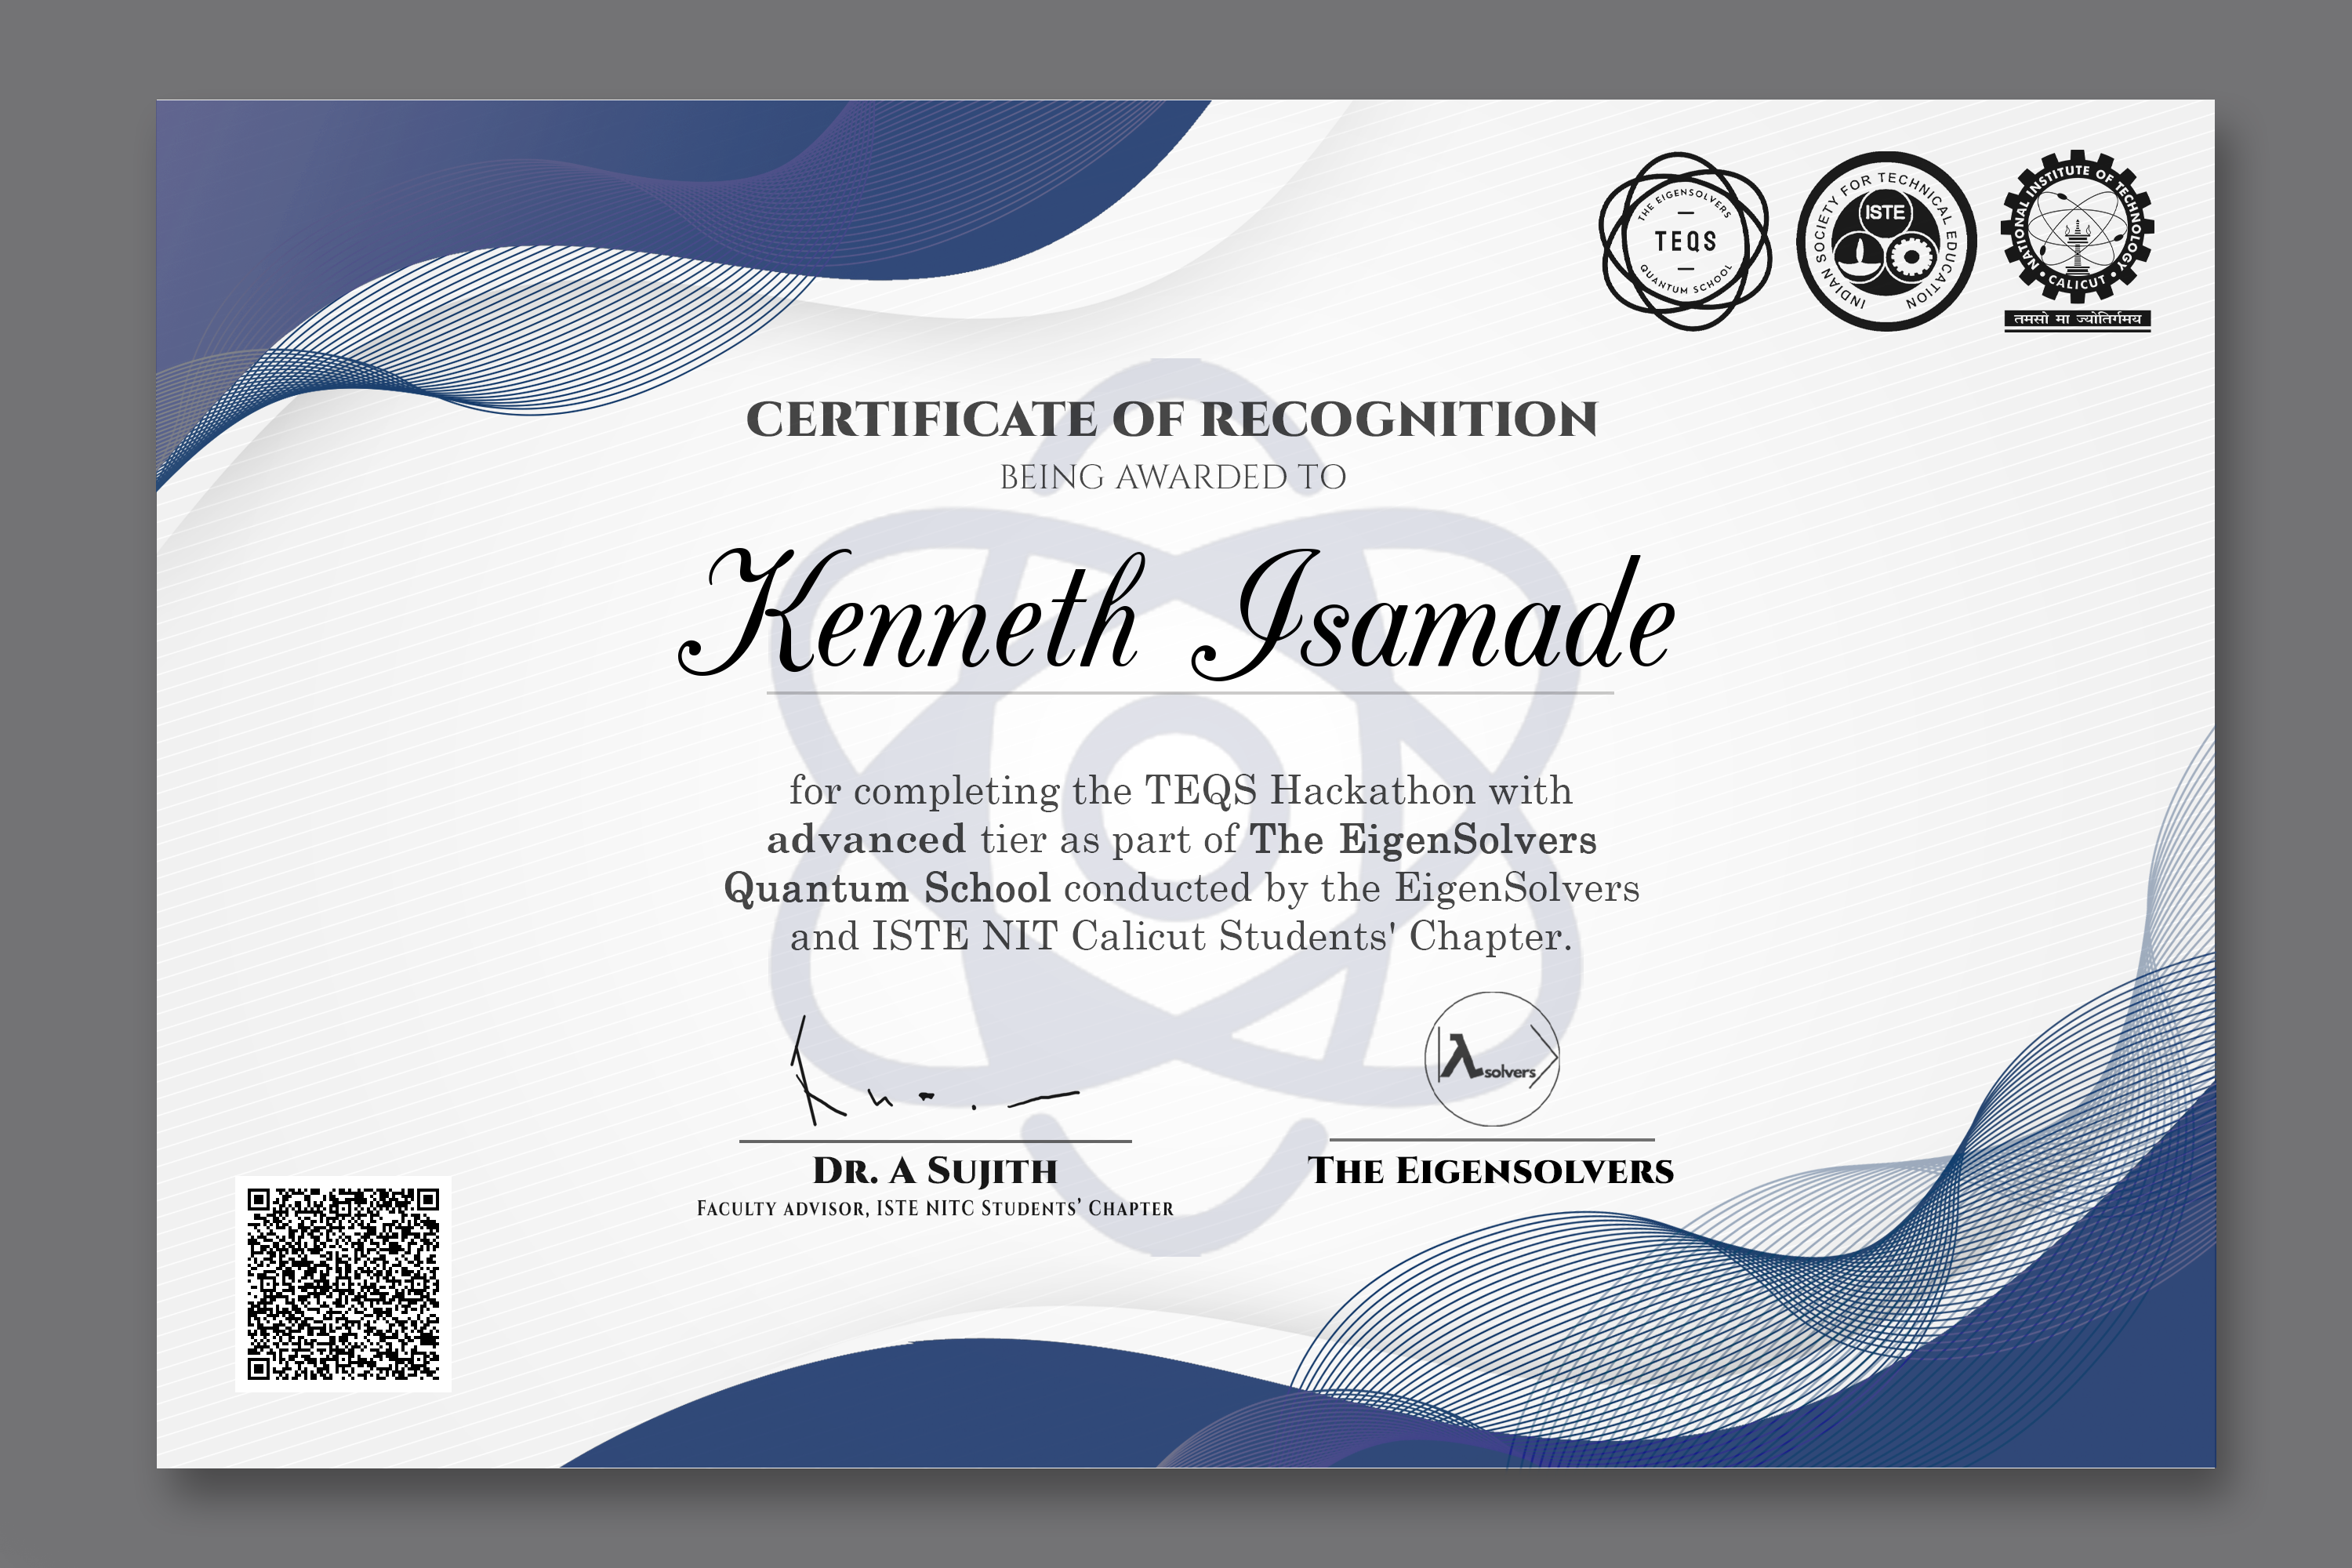 THE EIGENSOLVERS
TEQS
QUANTUM SCHOOL
INDIAN SOCIETY FOR TECHNICAL EDUCATION
ISTE
NATIONAL INSTITUTE OF TECHNOLOGY
• CALICUT •
तमसो मा ज्योतिर्गमय
CERTIFICATE OF RECOGNITION
BEING AWARDED TO
Kenneth Isamade
for completing the TEQS Hackathon with
advanced tier as part of The EigenSolvers
Quantum School conducted by the EigenSolvers
and ISTE NIT Calicut Students' Chapter.
λsolvers
DR. A SUJITH
FACULTY ADVISOR, ISTE NITC STUDENTS' CHAPTER
THE EIGENSOLVERS